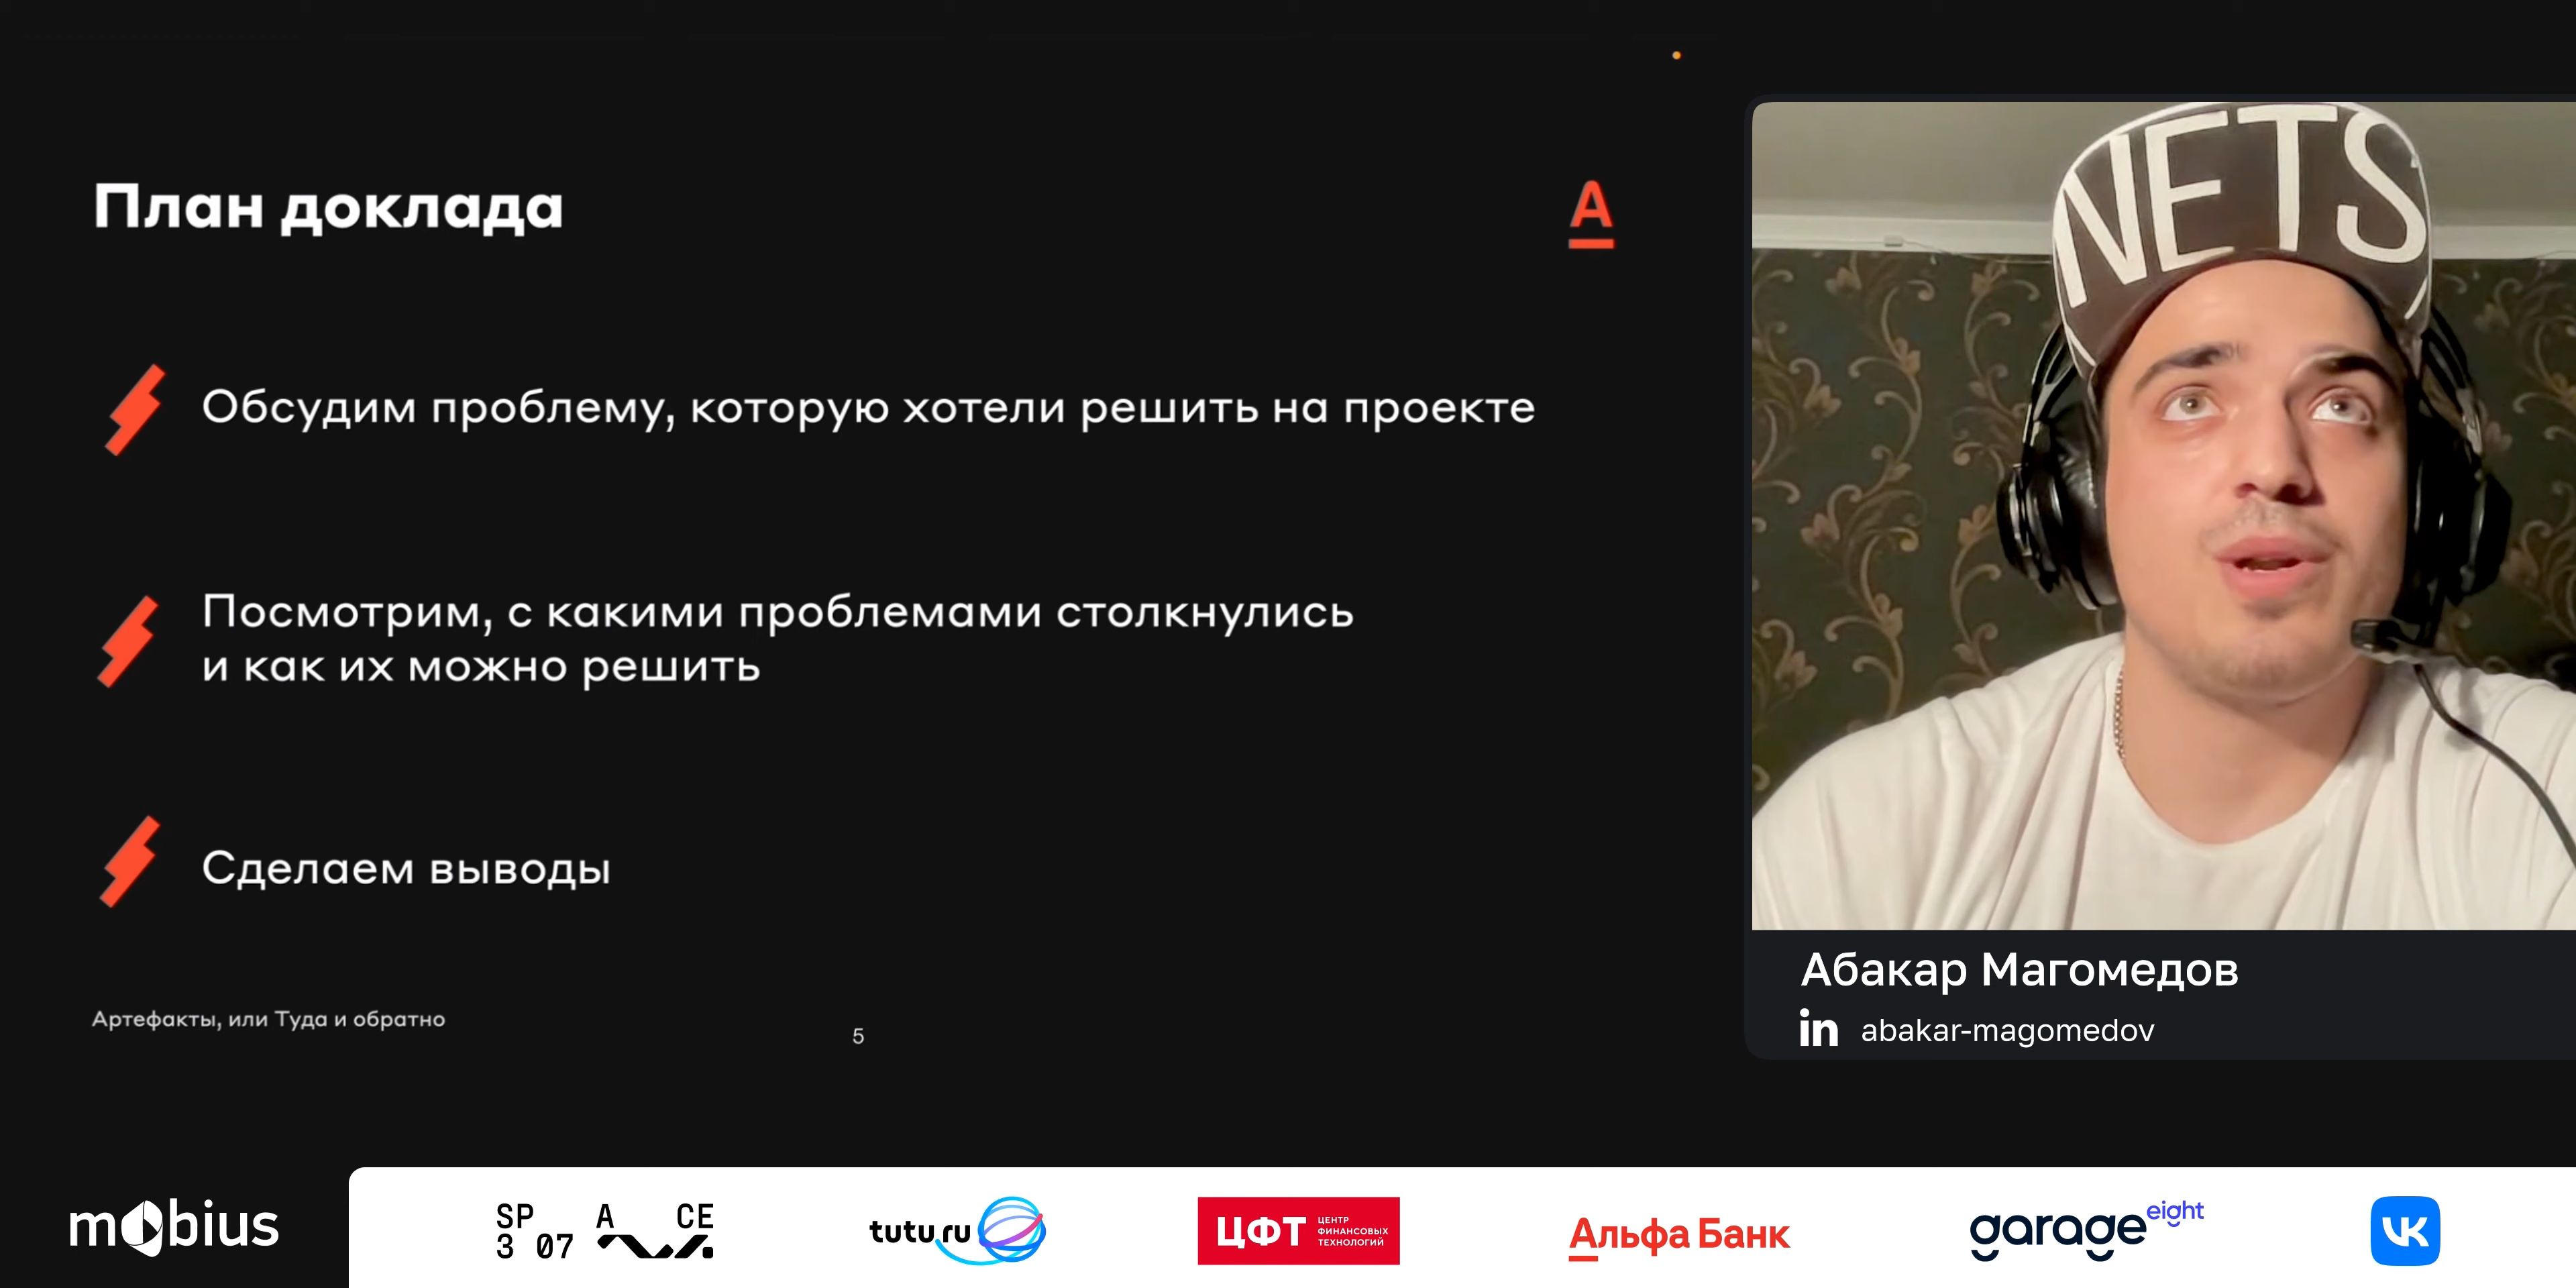 План доклада
А
Обсудим проблему, которую хотели решить на проекте
Посмотрим, с какими проблемами столкнулись
и как их можно решить
Сделаем выводы
Артефакты, или Туда и обратно
5
NETS
Абакар Магомедов
in abakar-magomedov
mobius
SP A CE
3 07
tutu.ru
ЦФТ
ЦЕНТР
ФИНАНСОВЫХ
ТЕХНОЛОГИЙ
Альфа Банк
garage eight
VK